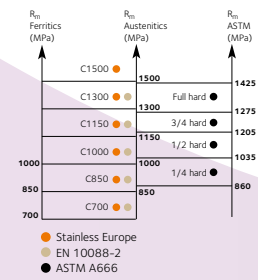 Rm Rm Rm
Ferritics Austenitics ASTM
(MPa) (MPa) (MPa)
C1500
1500
1425
C1300
Full hard
1300
1275
C1150
3/4 hard
1205
1150
C1000
1/2 hard
1035
1000
1000
C850
1/4 hard
860
850
850
C700
700
Stainless Europe
EN 10088-2
ASTM A666